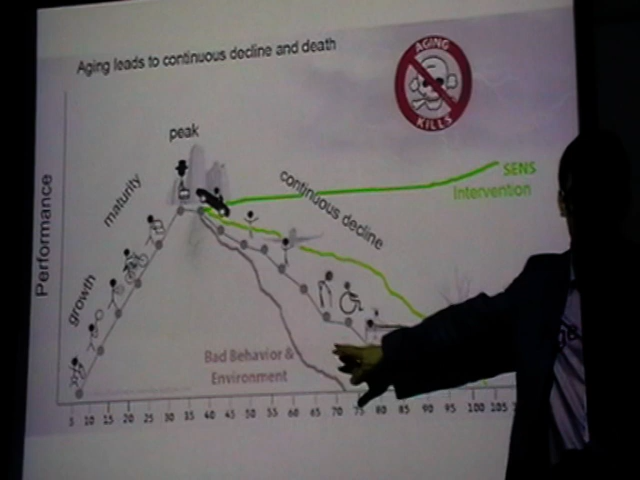 Aging leads to continuous decline and death
AGING
KILLS
peak
SENS
Intervention
continuous decline
maturity
growth
Performance
Bad Behavior &
Environment
5 10 15 20 25 30 35 40 45 50 55 60 65 70 75 80 85 90 95 100 105